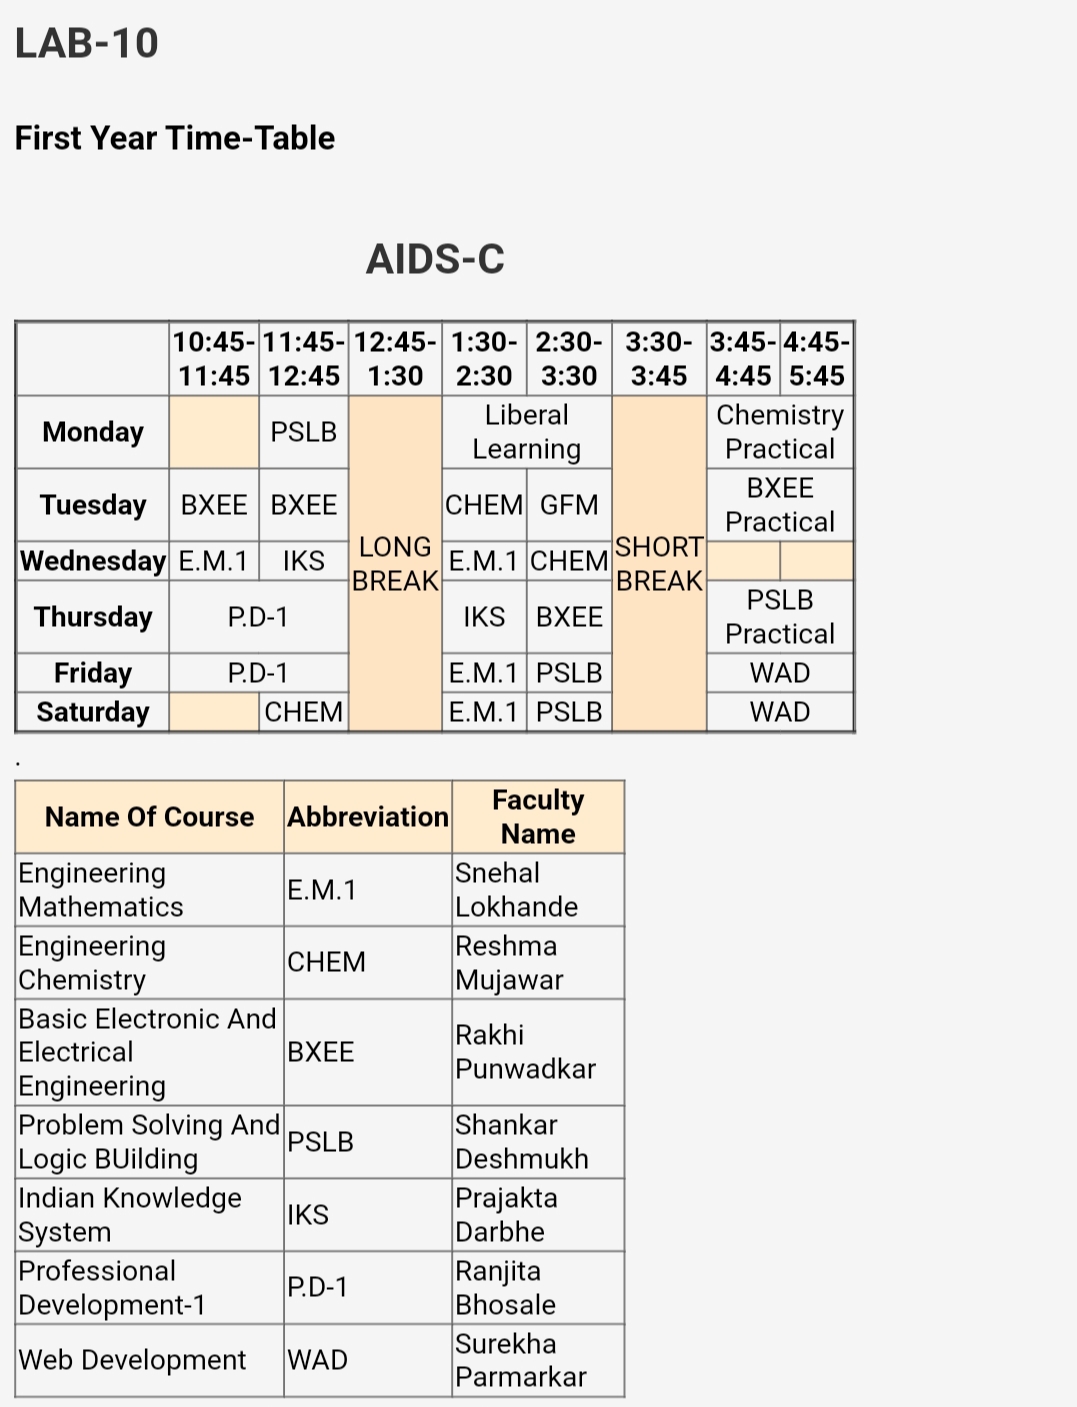 LAB-10
First Year Time-Table
AIDS-C
10:45- 11:45- 12:45- 1:30- 2:30- 3:30- 3:45- 4:45-
11:45 12:45 1:30 2:30 3:30 3:45 4:45 5:45
Monday PSLB Liberal Learning Chemistry Practical
Tuesday BXEE BXEE CHEM GFM BXEE Practical
LONG BREAK
SHORT BREAK
Wednesday E.M.1 IKS E.M.1 CHEM
Thursday P.D-1 IKS BXEE PSLB Practical
Friday P.D-1 E.M.1 PSLB WAD
Saturday CHEM E.M.1 PSLB WAD
.
Name Of Course Abbreviation Faculty Name
Engineering Mathematics E.M.1 Snehal Lokhande
Engineering Chemistry CHEM Reshma Mujawar
Basic Electronic And Electrical Engineering BXEE Rakhi Punwadkar
Problem Solving And Logic BUilding PSLB Shankar Deshmukh
Indian Knowledge System IKS Prajakta Darbhe
Professional Development-1 P.D-1 Ranjita Bhosale
Web Development WAD Surekha Parmarkar